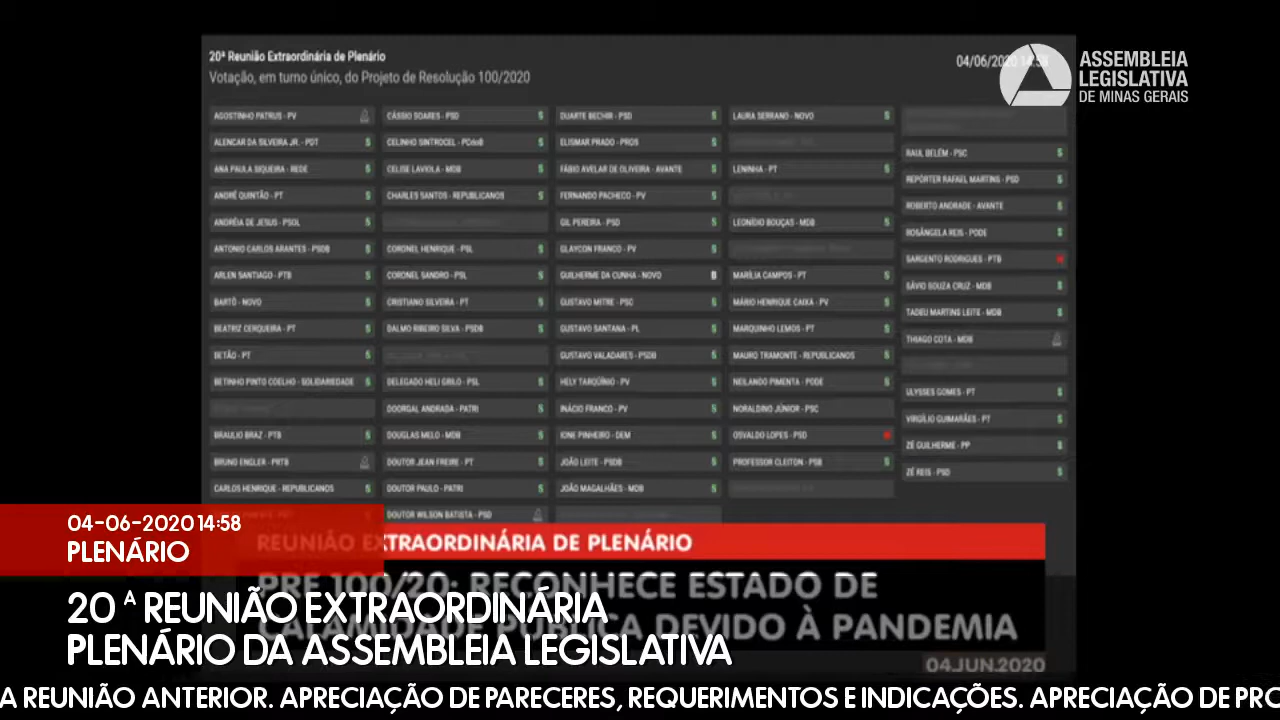 20ª Reunião Extraordinária de Plenário
Votação, em turno único, do Projeto de Resolução 100/2020
04/06/2020 14:58
ASSEMBLEIA
LEGISLATIVA
DE MINAS GERAIS
AGOSTINHO PATRUS - PV
ALENCAR DA SILVEIRA JR. - PDT S
ANA PAULA SIQUEIRA - REDE S
ANDRÉ QUINTÃO - PT S
ANDRÉIA DE JESUS - PSOL S
ANTONIO CARLOS ARANTES - PSDB S
ARLEN SANTIAGO - PTB S
BARTÔ - NOVO S
BEATRIZ CERQUEIRA - PT S
BETÃO - PT S
BETINHO PINTO COELHO - SOLIDARIEDADE S
BRAULIO BRAZ - PTB S
BRUNO ENGLER - PRTB
CARLOS HENRIQUE - REPUBLICANOS S
CÁSSIO SOARES - PSD S
CELINHO SINTROCEL - PCdoB S
CELISE LAVIOLA - MDB S
CHARLES SANTOS - REPUBLICANOS S
CORONEL HENRIQUE - PSL S
CORONEL SANDRO - PSL S
CRISTIANO SILVEIRA - PT S
DALMO RIBEIRO SILVA - PSDB S
DELEGADO HELI GRILO - PSL S
DOORGAL ANDRADA - PATRI S
DOUGLAS MELO - MDB S
DOUTOR JEAN FREIRE - PT S
DOUTOR PAULO - PATRI S
DOUTOR WILSON BATISTA - PSD
DUARTE BECHIR - PSD S
ELISMAR PRADO - PROS S
FÁBIO AVELAR DE OLIVEIRA - AVANTE S
FERNANDO PACHECO - PV S
GIL PEREIRA - PSD S
GLAYCON FRANCO - PV S
GUILHERME DA CUNHA - NOVO B
GUSTAVO MITRE - PSC S
GUSTAVO SANTANA - PL S
GUSTAVO VALADARES - PSDB S
HELY TARQÜÍNIO - PV S
INÁCIO FRANCO - PV S
IONE PINHEIRO - DEM S
JOÃO LEITE - PSDB S
JOÃO MAGALHÃES - MDB S
LAURA SERRANO - NOVO S
LENINHA - PT S
LEONÍDIO BOUÇAS - MDB S
MARÍLIA CAMPOS - PT S
MÁRIO HENRIQUE CAIXA - PV S
MARQUINHO LEMOS - PT S
MAURO TRAMONTE - REPUBLICANOS S
NEILANDO PIMENTA - PODE S
NORALDINO JÚNIOR - PSC
OSVALDO LOPES - PSD
PROFESSOR CLEITON - PSB S
RAUL BELÉM - PSC S
REPÓRTER RAFAEL MARTINS - PSD S
ROBERTO ANDRADE - AVANTE S
ROSÂNGELA REIS - PODE S
SARGENTO RODRIGUES - PTB
SÁVIO SOUZA CRUZ - MDB S
TADEU MARTINS LEITE - MDB S
THIAGO COTA - MDB
ULYSSES GOMES - PT S
VIRGÍLIO GUIMARÃES - PT S
ZÉ GUILHERME - PP S
ZÉ REIS - PSD S
REUNIÃO EXTRAORDINÁRIA DE PLENÁRIO
PRE 100/20: RECONHECE ESTADO DE
CALAMIDADE PÚBLICA DEVIDO À PANDEMIA
04.JUN.2020
04-06-2020 14:58
PLENÁRIO
20ª REUNIÃO EXTRAORDINÁRIA
PLENÁRIO DA ASSEMBLEIA LEGISLATIVA
A REUNIÃO ANTERIOR. APRECIAÇÃO DE PARECERES, REQUERIMENTOS E INDICAÇÕES. APRECIAÇÃO DE PRO